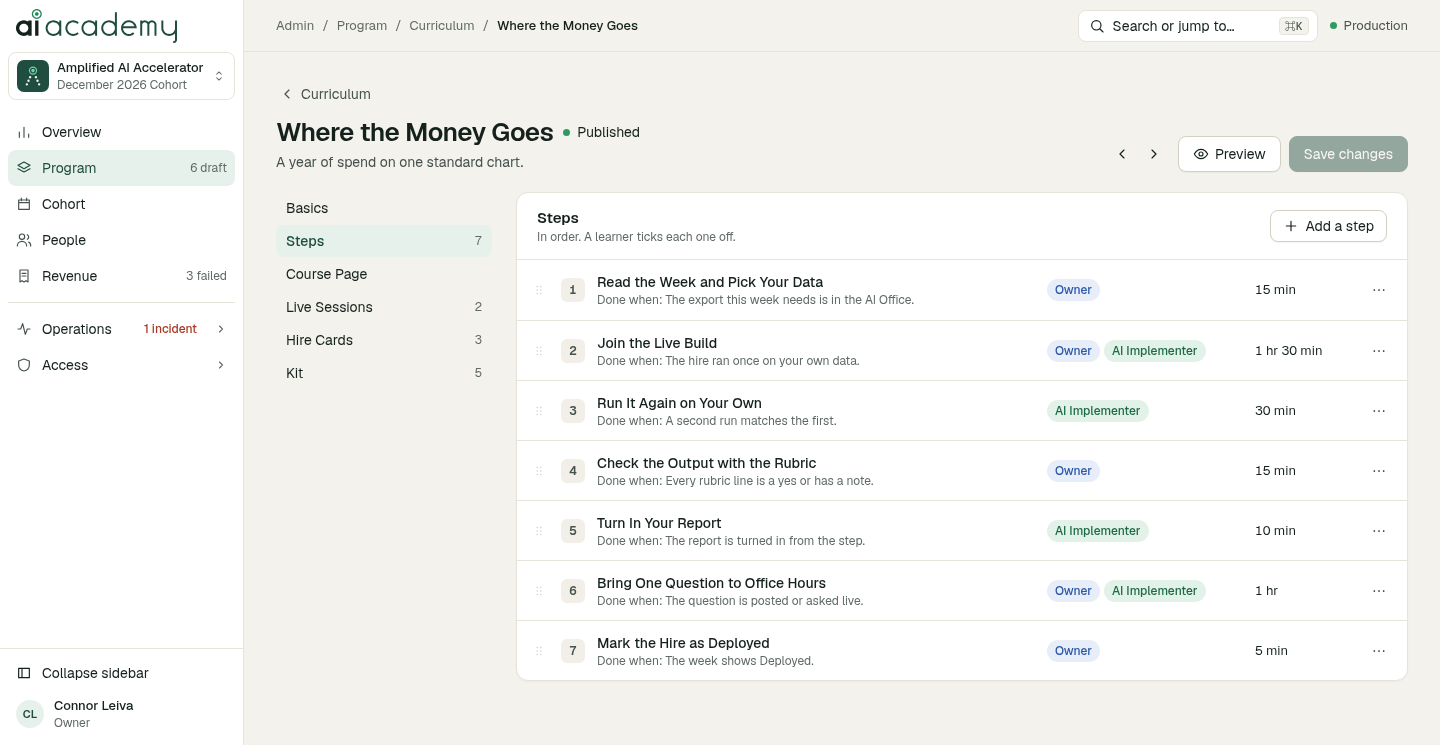 ai academy
Amplified AI Accelerator
December 2026 Cohort
Overview
Program 6 draft
Cohort
People
Revenue 3 failed
Operations 1 incident
Access
Collapse sidebar
CL
Connor Leiva
Owner
Admin / Program / Curriculum / Where the Money Goes
Search or jump to… ⌘K
Production
Curriculum
Where the Money Goes Published
A year of spend on one standard chart.
Preview
Save changes
Basics
Steps 7
Course Page
Live Sessions 2
Hire Cards 3
Kit 5
Steps
In order. A learner ticks each one off.
Add a step
1 Read the Week and Pick Your Data Owner 15 min
Done when: The export this week needs is in the AI Office.
2 Join the Live Build Owner AI Implementer 1 hr 30 min
Done when: The hire ran once on your own data.
3 Run It Again on Your Own AI Implementer 30 min
Done when: A second run matches the first.
4 Check the Output with the Rubric Owner 15 min
Done when: Every rubric line is a yes or has a note.
5 Turn In Your Report AI Implementer 10 min
Done when: The report is turned in from the step.
6 Bring One Question to Office Hours Owner AI Implementer 1 hr
Done when: The question is posted or asked live.
7 Mark the Hire as Deployed Owner 5 min
Done when: The week shows Deployed.